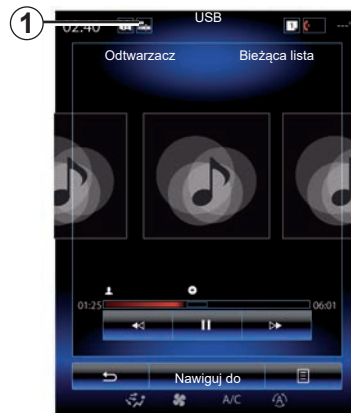 1
USB
02:40
Odtwarzacz Bieżąca lista
01:25 06:01
Nawiguj do
A/C